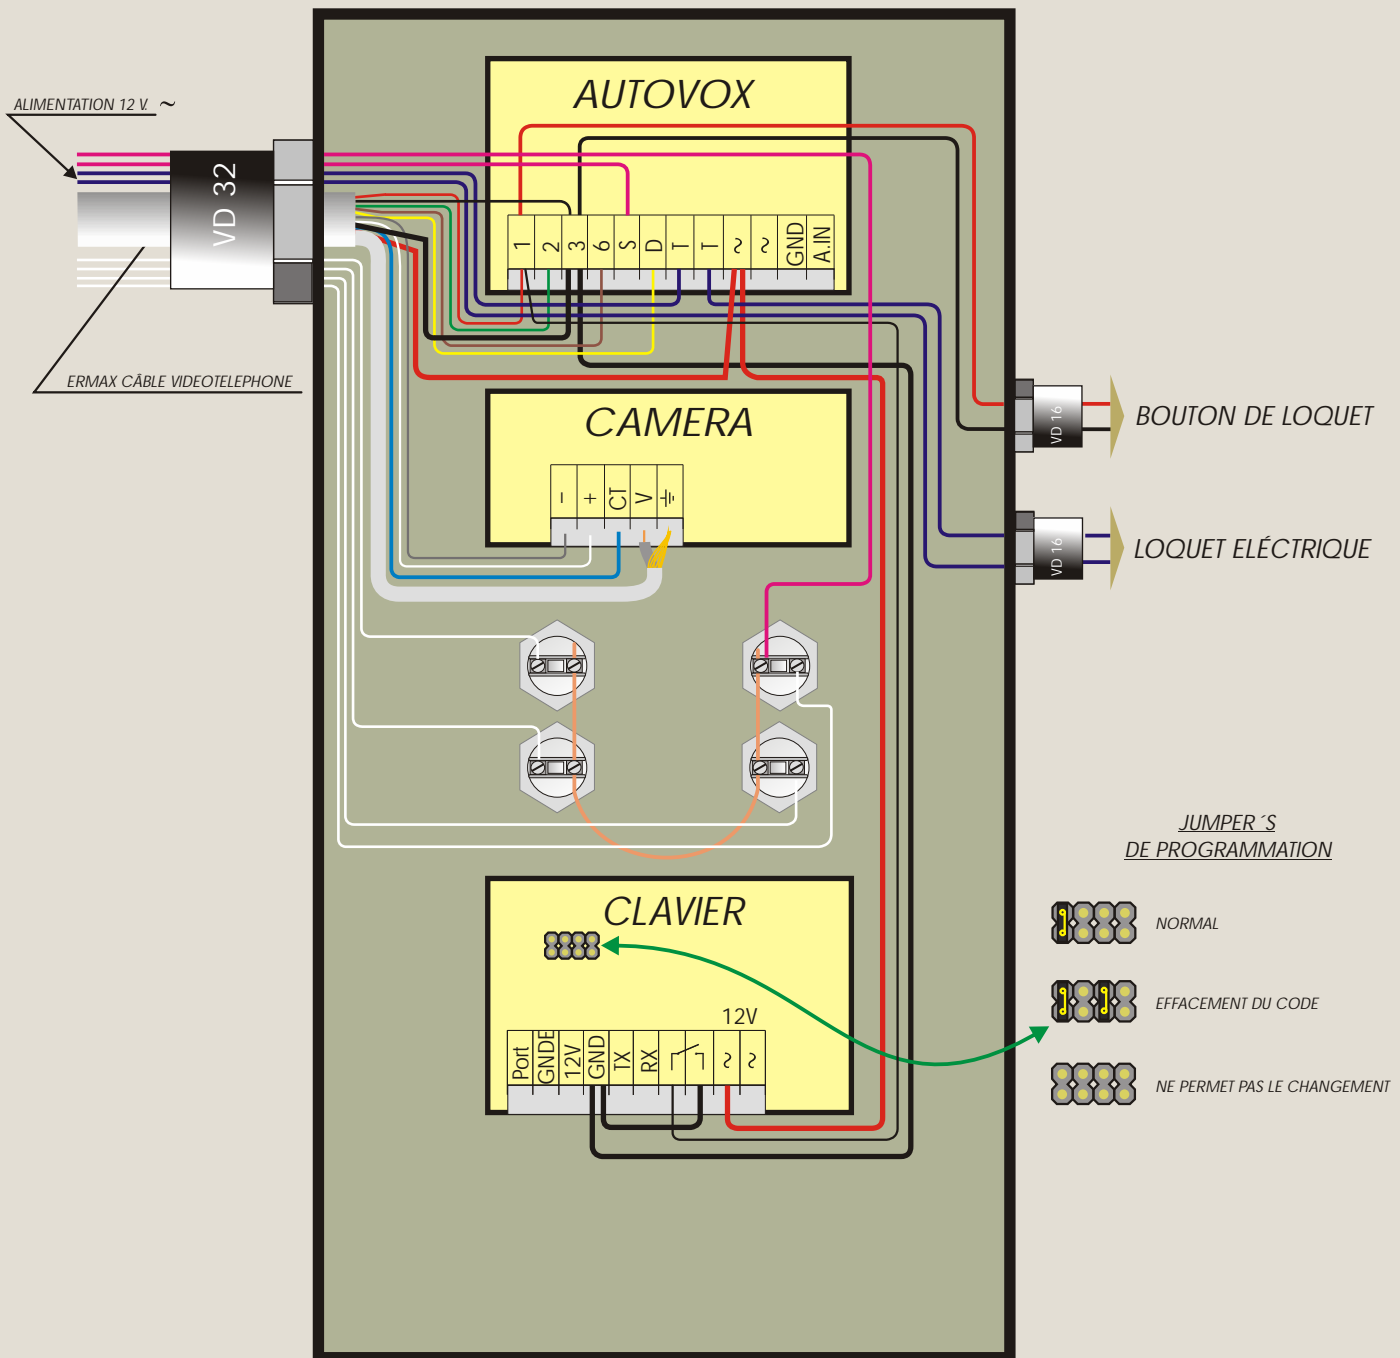 ALIMENTATION 12 V. ~
VD 32
ERMAX CÂBLE VIDEOTELEPHONE
AUTOVOX
1 2 3 6 S D T T ~ ~ GND A.IN
CAMERA
- + CT V
VD 16
BOUTON DE LOQUET
VD 16
LOQUET ELÉCTRIQUE
JUMPER´S
DE PROGRAMMATION
NORMAL
EFFACEMENT DU CODE
NE PERMET PAS LE CHANGEMENT
CLAVIER
12V
Port GNDE 12V GND TX RX ~ ~